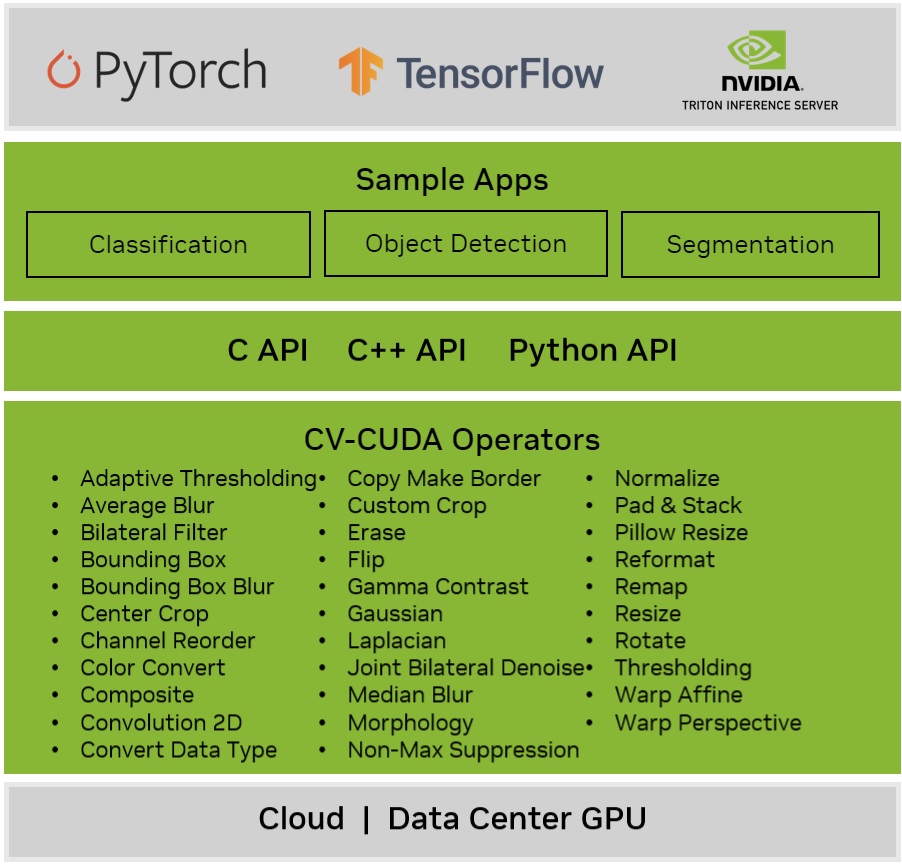 PyTorch
TensorFlow
NVIDIA.
TRITON INFERENCE SERVER
Sample Apps
Classification
Object Detection
Segmentation
C API C++ API Python API
CV-CUDA Operators
• Adaptive Thresholding
• Average Blur
• Bilateral Filter
• Bounding Box
• Bounding Box Blur
• Center Crop
• Channel Reorder
• Color Convert
• Composite
• Convolution 2D
• Convert Data Type
• Copy Make Border
• Custom Crop
• Erase
• Flip
• Gamma Contrast
• Gaussian
• Laplacian
• Joint Bilateral Denoise
• Median Blur
• Morphology
• Non-Max Suppression
• Normalize
• Pad & Stack
• Pillow Resize
• Reformat
• Remap
• Resize
• Rotate
• Thresholding
• Warp Affine
• Warp Perspective
Cloud | Data Center GPU